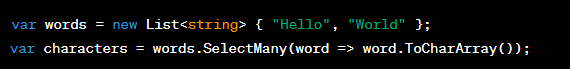 var words = new List<string> { "Hello", "World" };
var characters = words.SelectMany(word => word.ToCharArray());